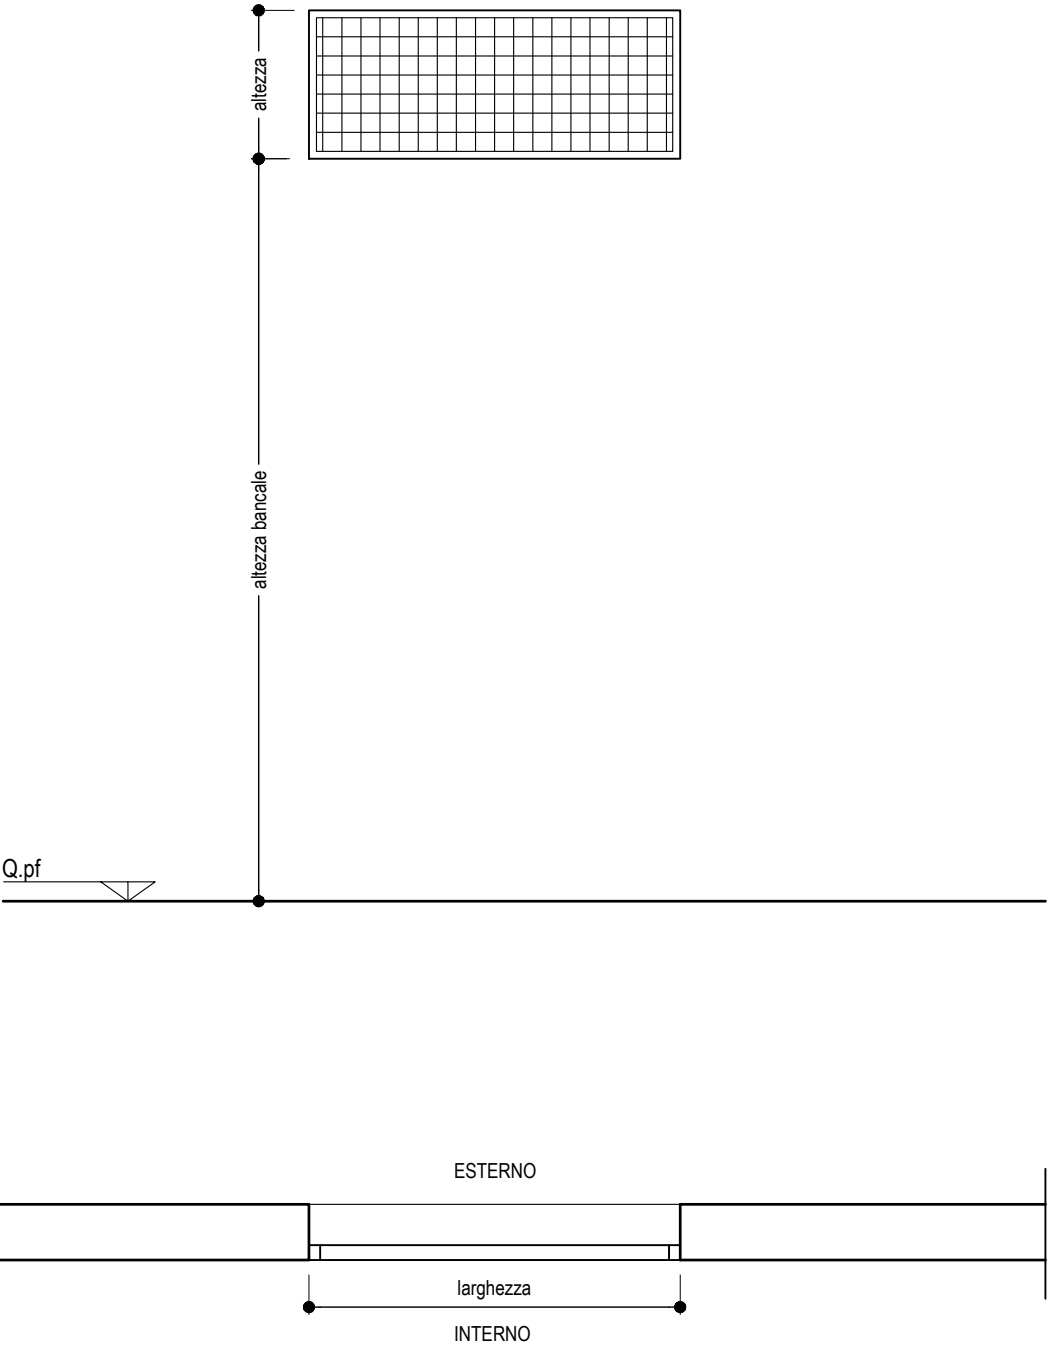 altezza
altezza bancale
Q.pf
ESTERNO
larghezza
INTERNO